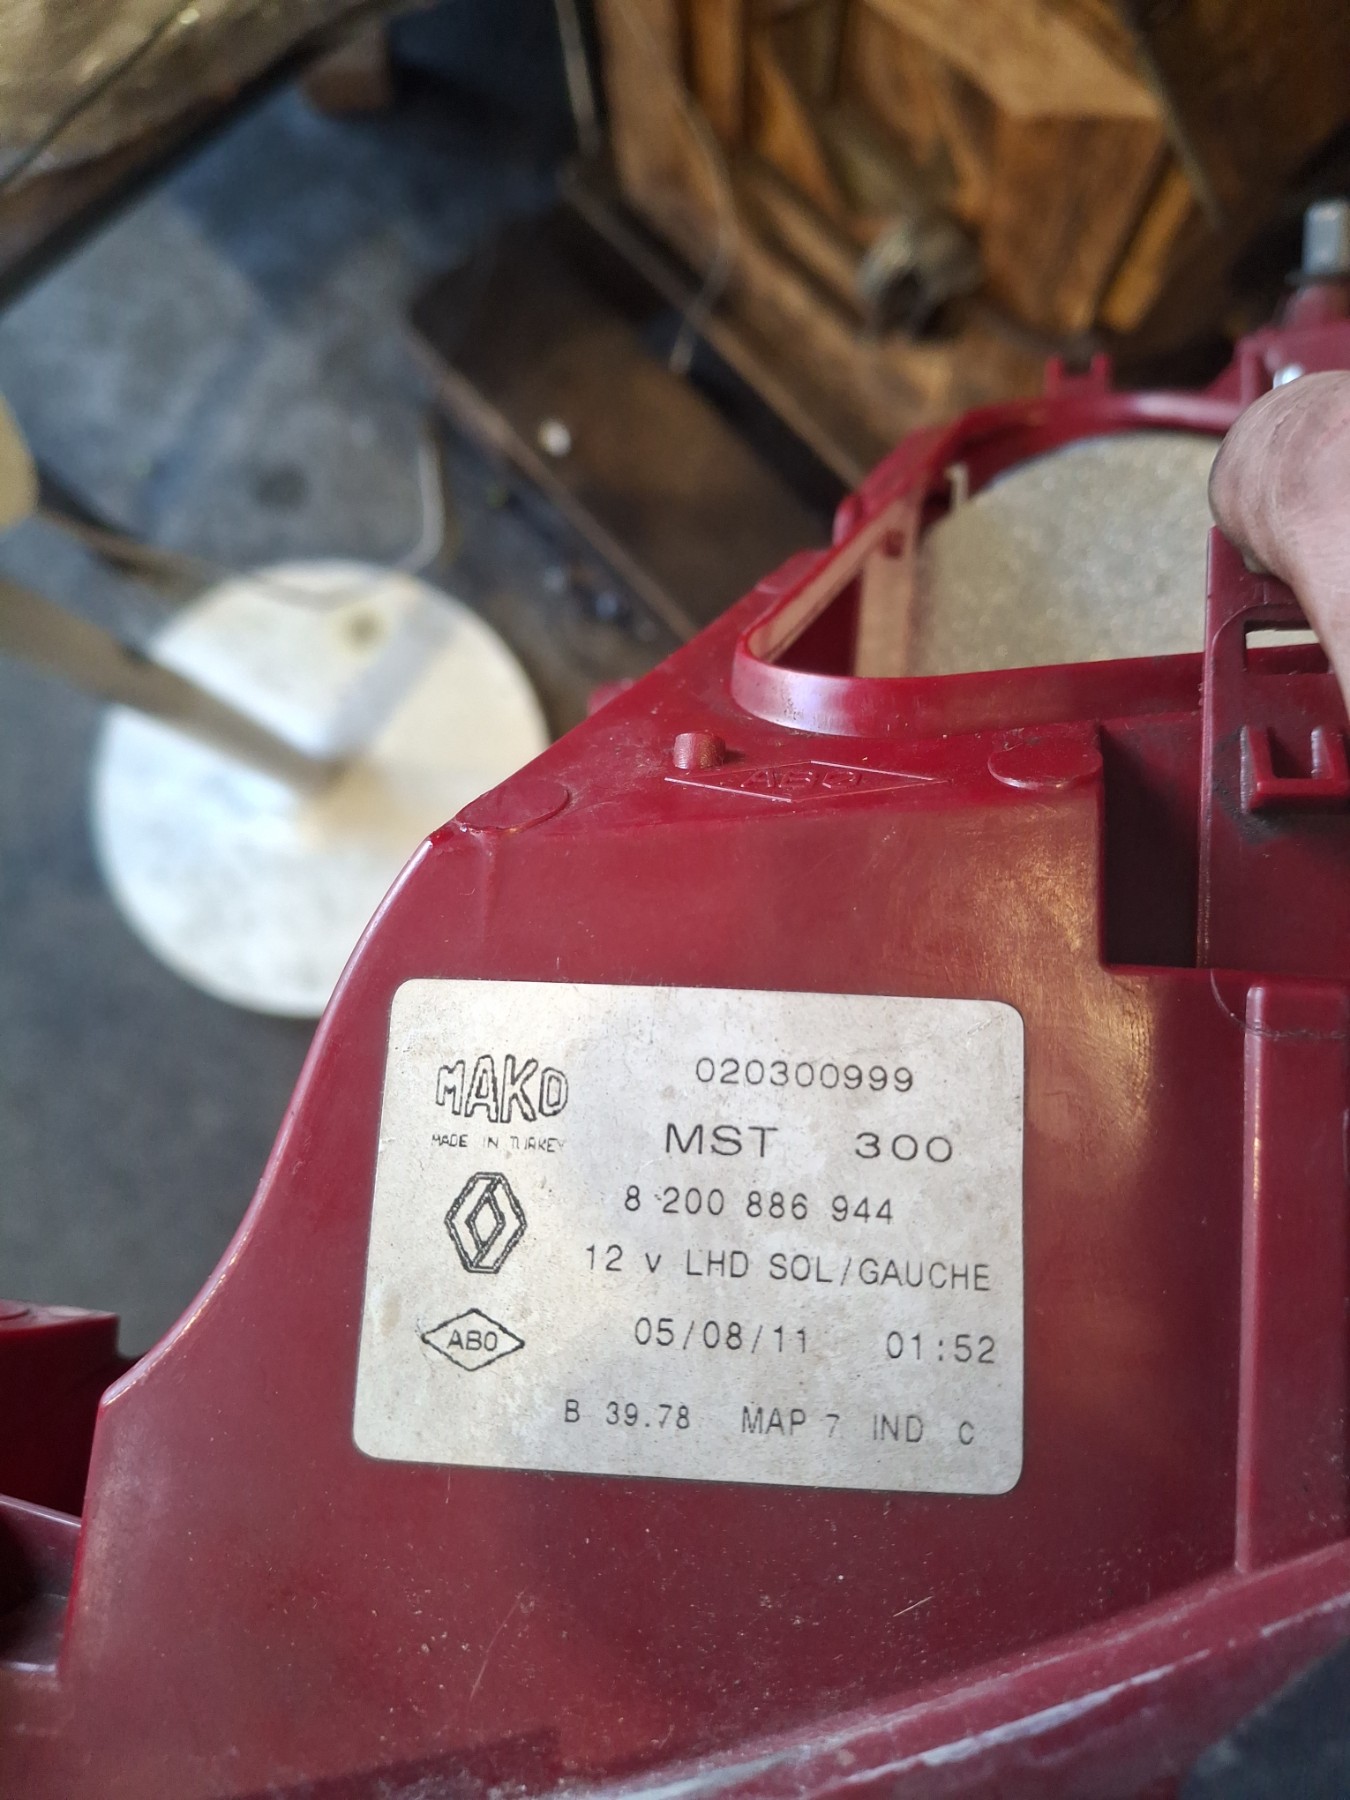 ABO
MAKO
MADE IN TURKEY
020300999
MST 300
8 200 886 944
12 v LHD SOL/GAUCHE
ABO
05/08/11 01:52
B 39.78 MAP 7 IND C